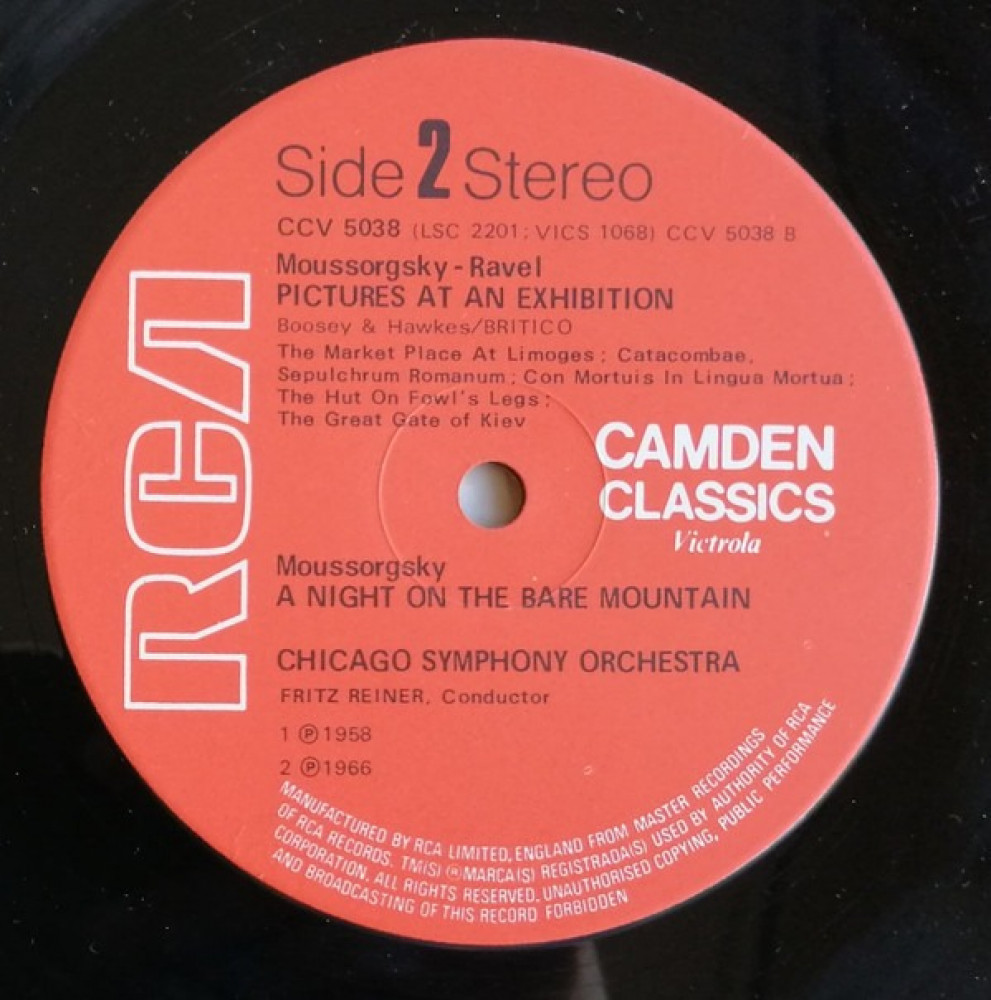 Side 2 Stereo
CCV 5038 (LSC 2201; VICS 1068) CCV 5038 B
Moussorgsky - Ravel
PICTURES AT AN EXHIBITION
Boosey & Hawkes/BRITICO
The Market Place At Limoges; Catacombae,
Sepulchrum Romanum; Con Mortuis In Lingua Mortua;
The Hut On Fowl's Legs;
The Great Gate of Kiev
RCA
CAMDEN
CLASSICS
Victrola
Moussorgsky
A NIGHT ON THE BARE MOUNTAIN
CHICAGO SYMPHONY ORCHESTRA
FRITZ REINER, Conductor
1 ℗ 1958
2 ℗ 1966
MANUFACTURED BY RCA LIMITED, ENGLAND FROM MASTER RECORDINGS
OF RCA RECORDS. TM(S) ® MARCA(S) REGISTRADA(S) USED BY AUTHORITY OF RCA
CORPORATION. ALL RIGHTS RESERVED. UNAUTHORISED COPYING, PUBLIC PERFORMANCE
AND BROADCASTING OF THIS RECORD FORBIDDEN